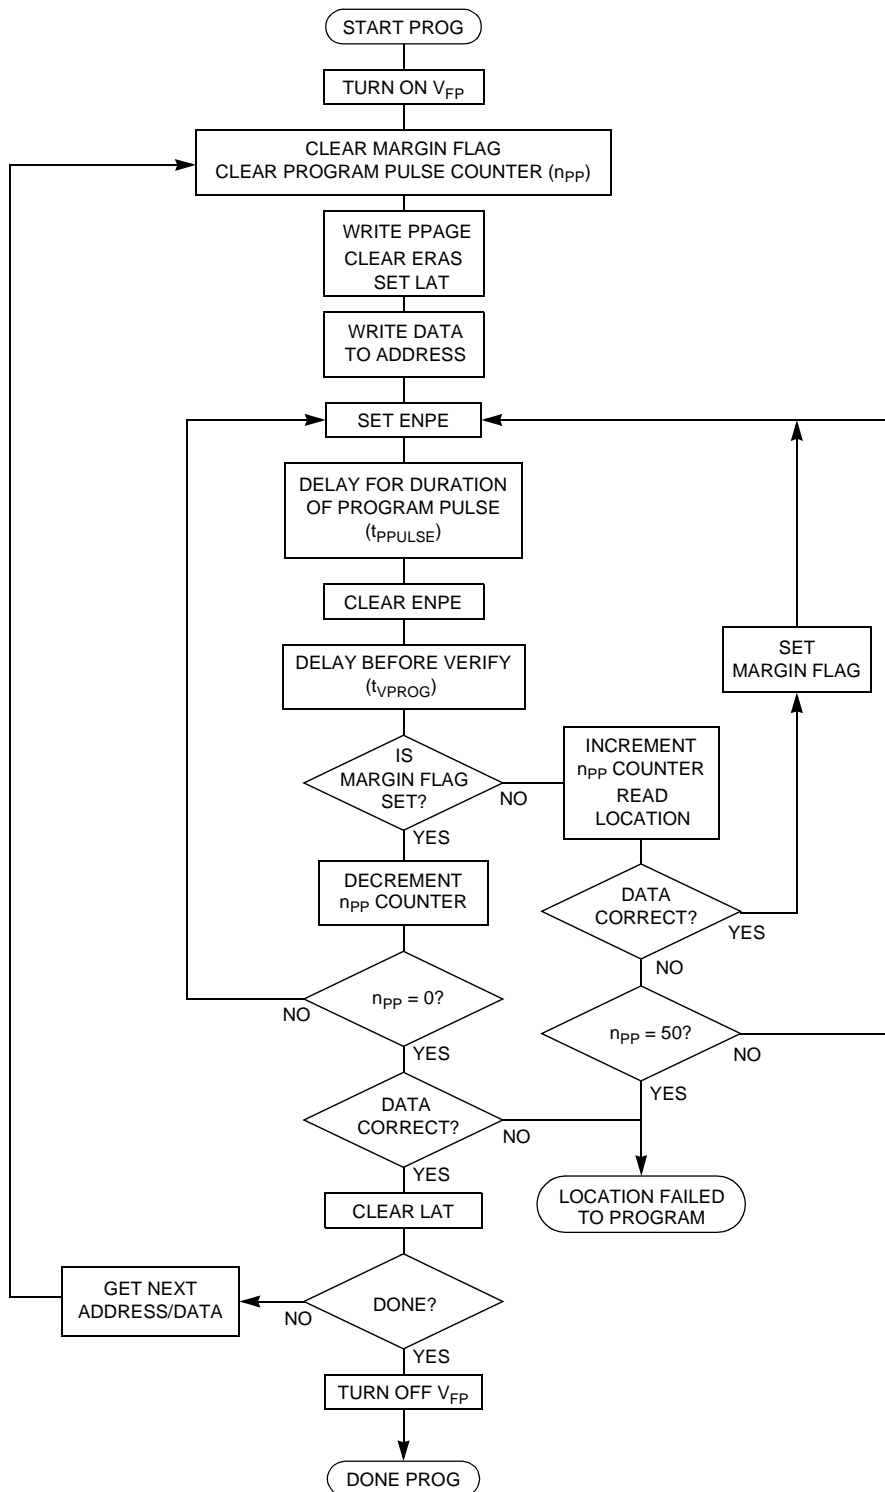 START PROG
TURN ON VFP
CLEAR MARGIN FLAG
CLEAR PROGRAM PULSE COUNTER (nPP)
WRITE PPAGE
CLEAR ERAS
SET LAT
WRITE DATA
TO ADDRESS
SET ENPE
DELAY FOR DURATION
OF PROGRAM PULSE
(tPPULSE)
CLEAR ENPE
DELAY BEFORE VERIFY
(tVPROG)
SET
MARGIN FLAG
IS
MARGIN FLAG
SET?
NO
YES
INCREMENT
nPP COUNTER
READ
LOCATION
DECREMENT
nPP COUNTER
DATA
CORRECT?
YES
NO
nPP = 0?
NO
YES
nPP = 50?
NO
YES
DATA
CORRECT?
NO
YES
LOCATION FAILED
TO PROGRAM
CLEAR LAT
GET NEXT
ADDRESS/DATA
DONE?
NO
YES
TURN OFF VFP
DONE PROG